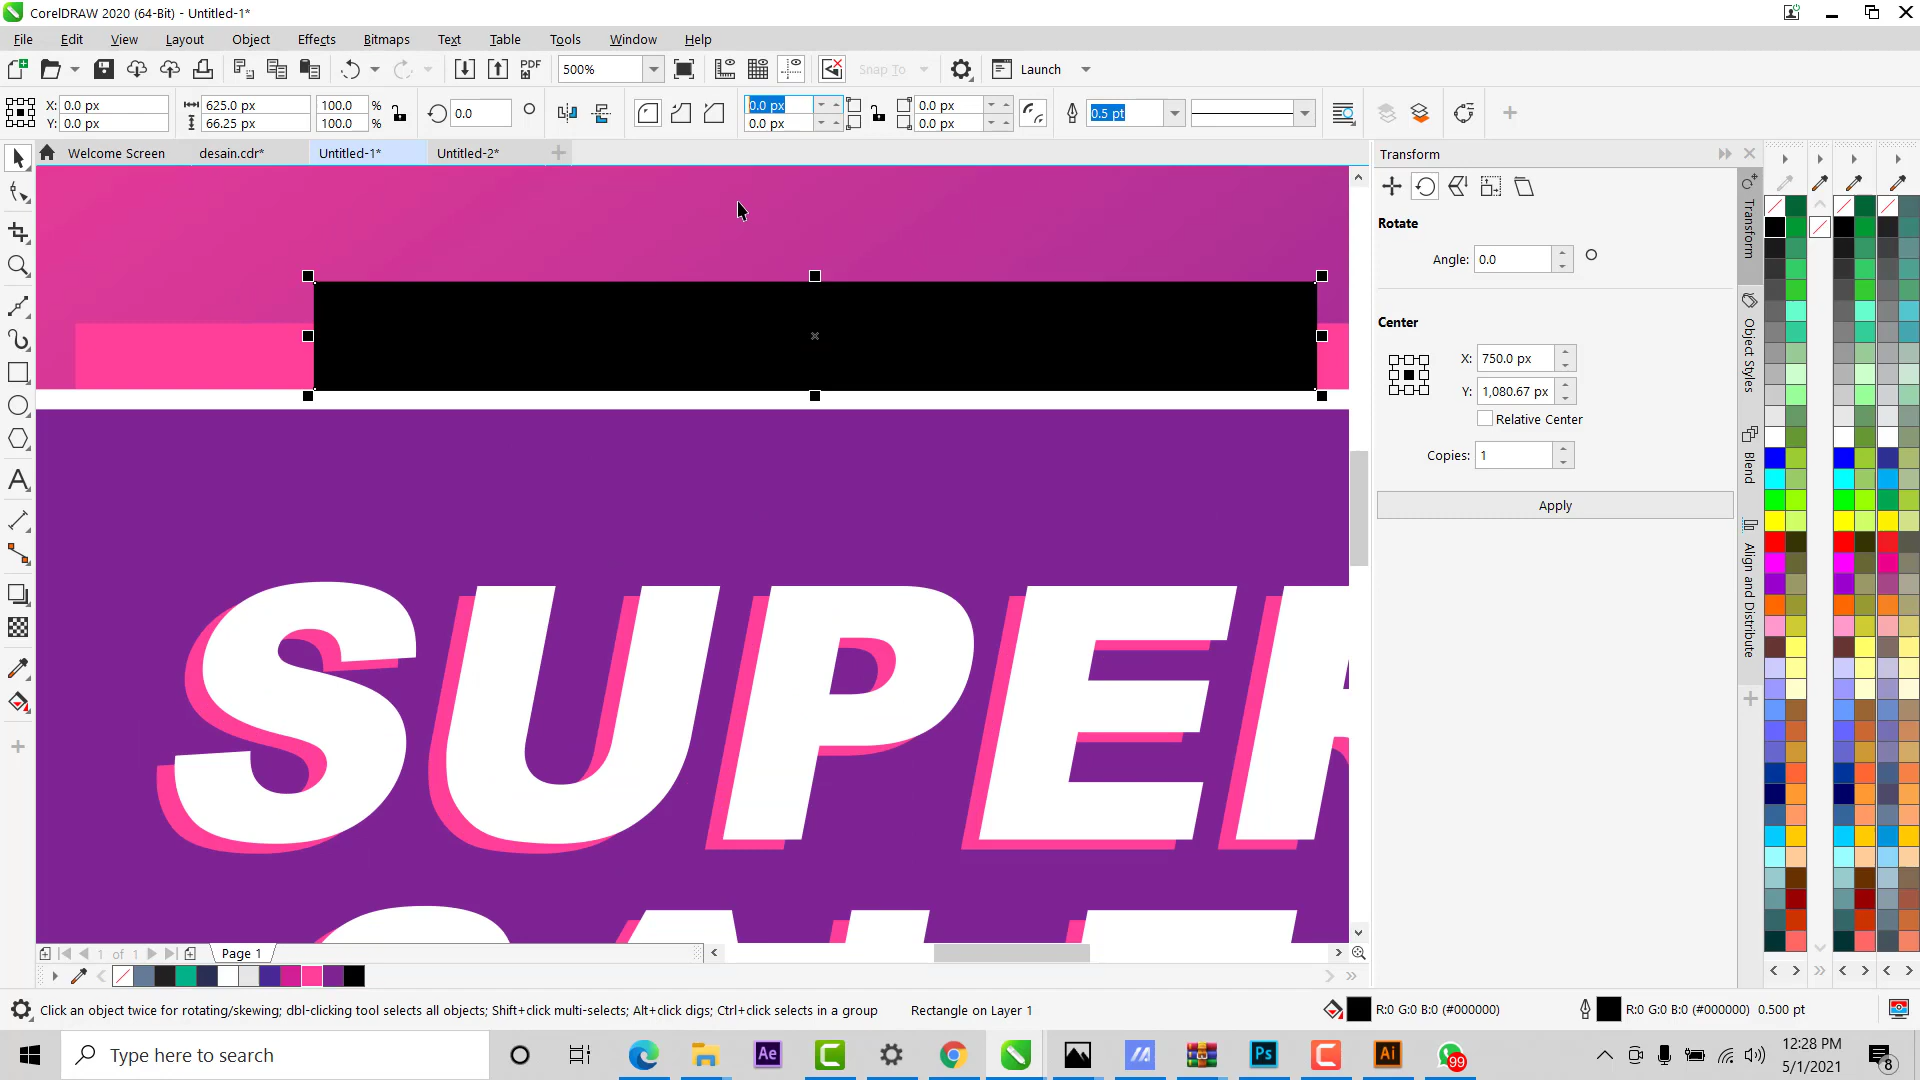 CorelDRAW 2020 (64-Bit) - Untitled-1*
File Edit View Layout Object Effects Bitmaps Text Table Tools Window Help
PDF 500% Snap To Launch
X: 0.0 px 625.0 px 100.0 % 0.0 0.0 px 0.0 px 0.5 pt
Y: 0.0 px 66.25 px 100.0 % 0.0 px 0.0 px
Welcome Screen desain.cdr* Untitled-1* Untitled-2*
Transform
Rotate
Angle: 0.0
Center
X: 750.0 px
Y: 1,080.67 px
Relative Center
Copies: 1
Apply
Transform
Object Styles
Blend
Align and Distribute
SUPER
1 of 1 Page 1
Click an object twice for rotating/skewing; dbl-clicking tool selects all objects; Shift+click multi-selects; Alt+click digs; Ctrl+click selects in a group Rectangle on Layer 1 R:0 G:0 B:0 (#000000) R:0 G:0 B:0 (#000000) 0.500 pt
Type here to search Ae Ps Ai 99 12:28 PM
5/1/2021 8